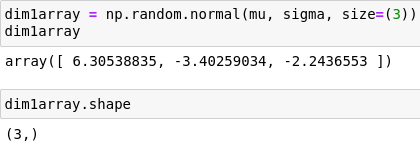 dim1array = np.random.normal(mu, sigma, size=(3))
dim1array
array([ 6.30538835, -3.40259034, -2.2436553 ])
dim1array.shape
(3,)